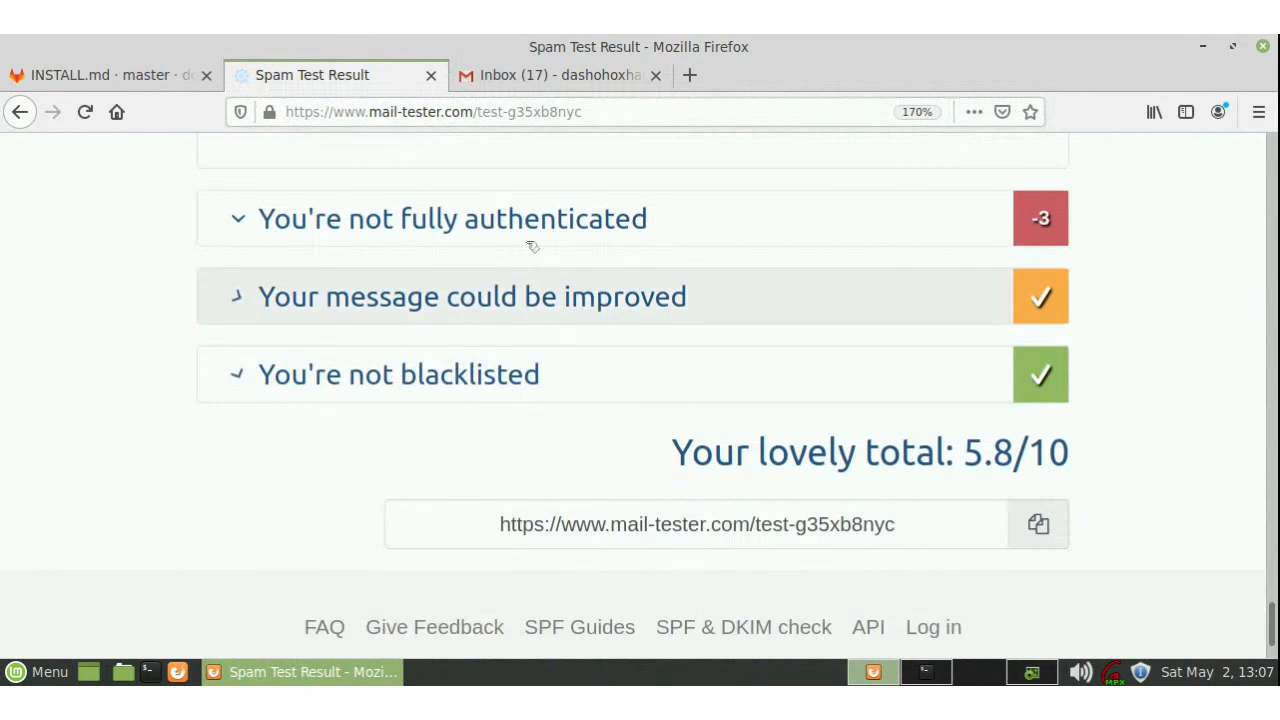 Spam Test Result - Mozilla Firefox
INSTALL.md · master · d
Spam Test Result
Inbox (17) - dashohoxha
https://www.mail-tester.com/test-g35xb8nyc
170%
You're not fully authenticated
-3
Your message could be improved
You're not blacklisted
Your lovely total: 5.8/10
https://www.mail-tester.com/test-g35xb8nyc
FAQ Give Feedback SPF Guides SPF & DKIM check API Log in
Menu
Spam Test Result - Mozi...
MPX
Sat May 2, 13:07